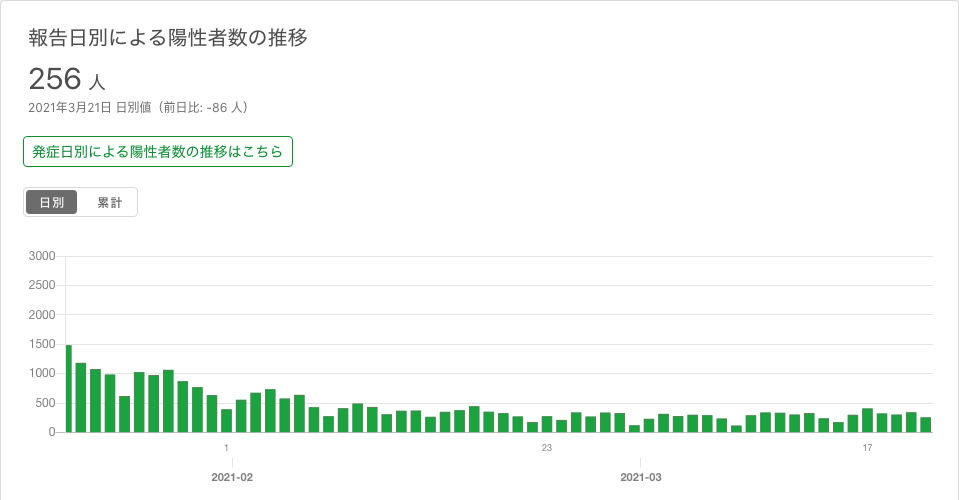 報告日別による陽性者数の推移
256 人
2021年3月21日 日別値（前日比: -86 人）
発症日別による陽性者数の推移はこちら
日別 累計
3000
2500
2000
1500
1000
500
0
1 23 17
2021-02 2021-03